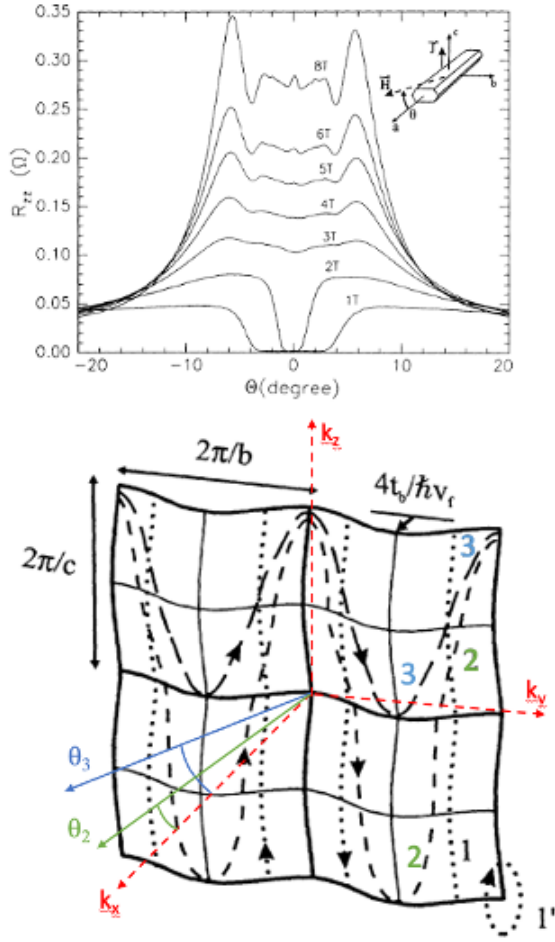 0.35
0.30
0.25
0.20
0.15
0.10
0.05
0.00
R_zz (Ω)
8T
6T
5T
4T
3T
2T
1T
-20
-10
0
10
20
Θ(degree)
c
I
H
b
θ
a
k_z
2π/b
4t_b/ℏv_f
3
2π/c
2
3
k_y
θ_3
θ_2
2
1
1'
k_x